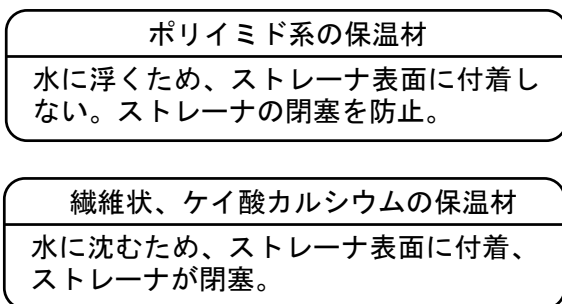 ポリイミド系の保温材
水に浮くため、ストレーナ表面に付着し
ない。ストレーナの閉塞を防止。
繊維状、ケイ酸カルシウムの保温材
水に沈むため、ストレーナ表面に付着、
ストレーナが閉塞。